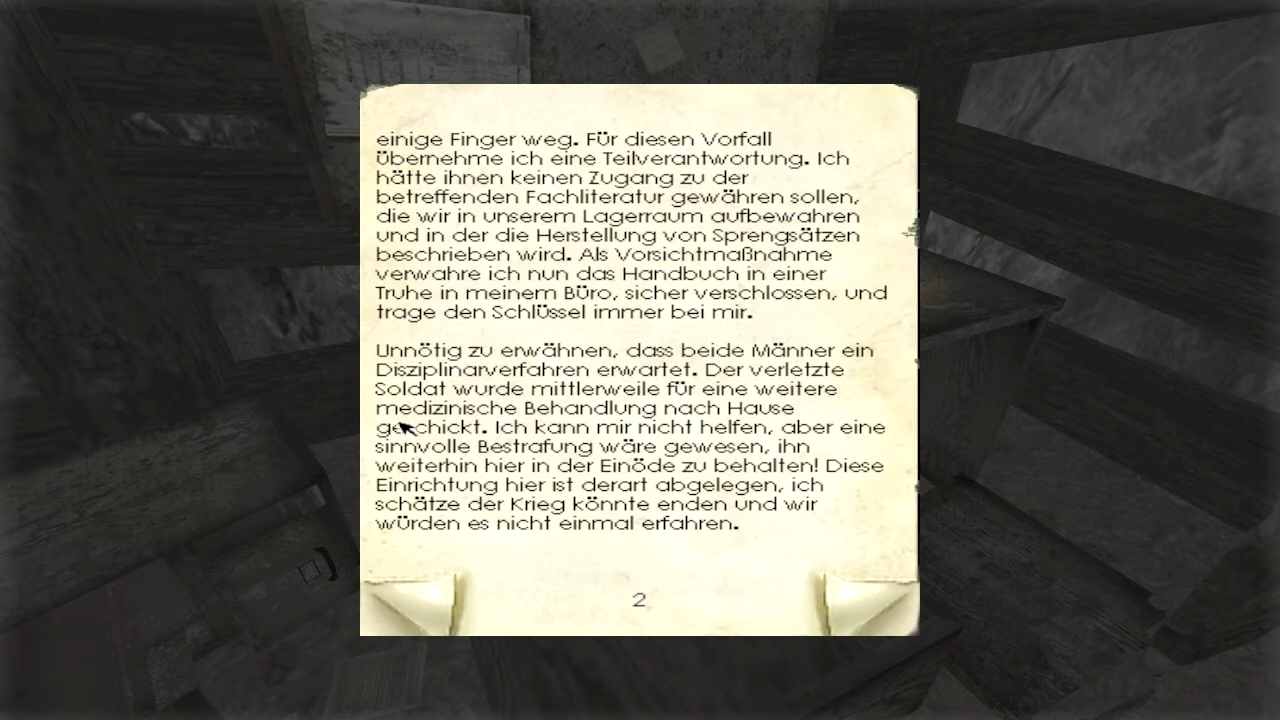 einige Finger weg. Für diesen Vorfall
übernehme ich eine Teilverantwortung. Ich
hätte ihnen keinen Zugang zu der
betreffenden Fachliteratur gewähren sollen,
die wir in unserem Lagerraum aufbewahren
und in der die Herstellung von Sprengsätzen
beschrieben wird. Als Vorsichtmaßnahme
verwahre ich nun das Handbuch in einer
Truhe in meinem Büro, sicher verschlossen, und
trage den Schlüssel immer bei mir.
Unnötig zu erwähnen, dass beide Männer ein
Disziplinarverfahren erwartet. Der verletzte
Soldat wurde mittlerweile für eine weitere
medizinische Behandlung nach Hause
geschickt. Ich kann mir nicht helfen, aber eine
sinnvolle Bestrafung wäre gewesen, ihn
weiterhin hier in der Einöde zu behalten! Diese
Einrichtung hier ist derart abgelegen, ich
schätze der Krieg könnte enden und wir
würden es nicht einmal erfahren.
2